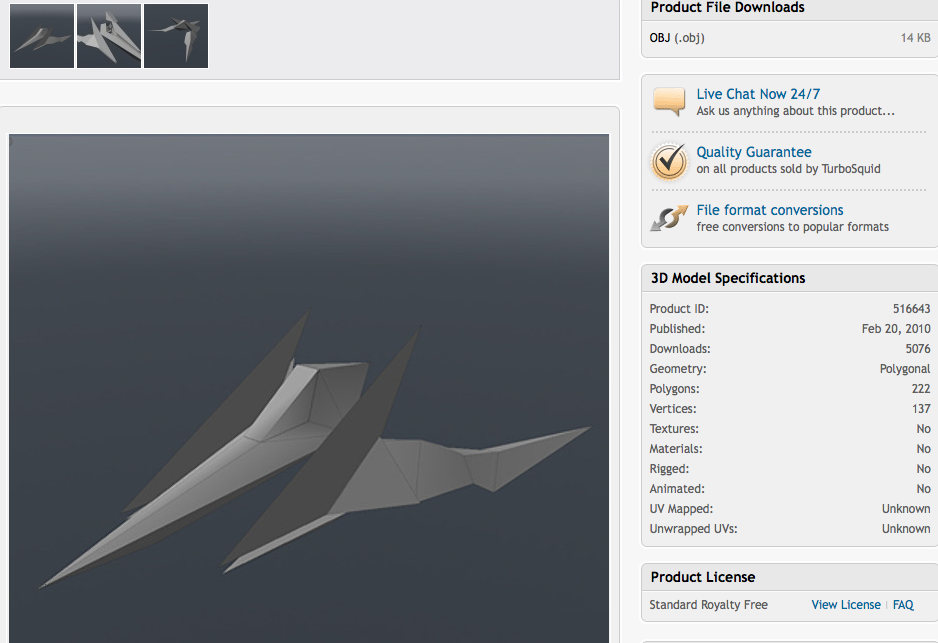 Product File Downloads
OBJ (.obj) 14 KB
Live Chat Now 24/7
Ask us anything about this product...
Quality Guarantee
on all products sold by TurboSquid
File format conversions
free conversions to popular formats
3D Model Specifications
Product ID: 516643
Published: Feb 20, 2010
Downloads: 5076
Geometry: Polygonal
Polygons: 222
Vertices: 137
Textures: No
Materials: No
Rigged: No
Animated: No
UV Mapped: Unknown
Unwrapped UVs: Unknown
Product License
Standard Royalty Free View License | FAQ